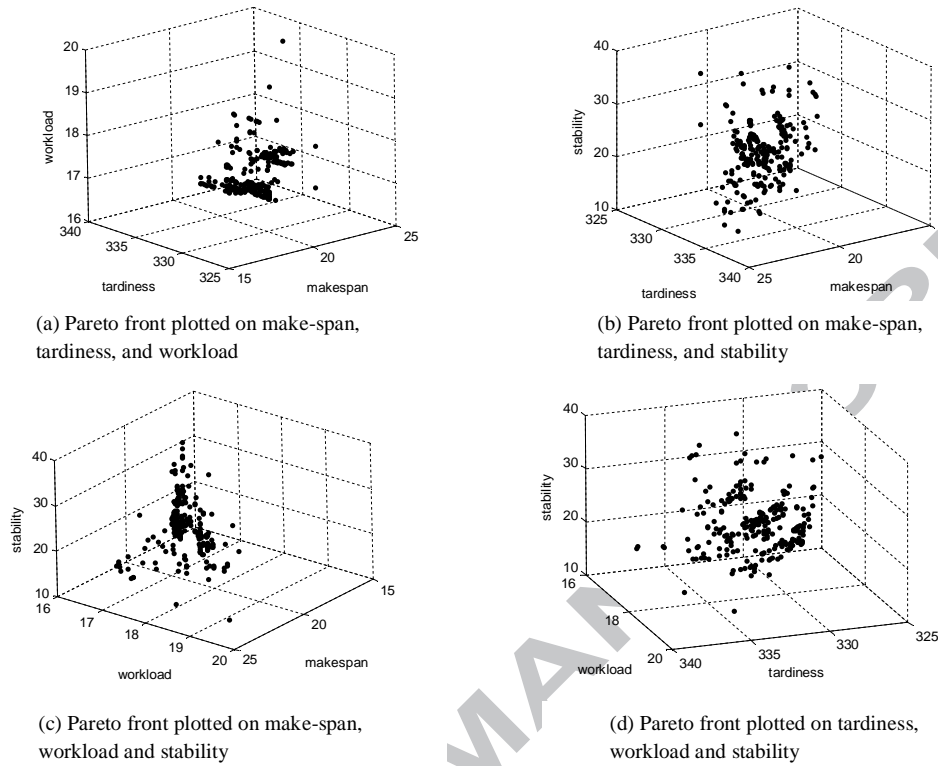 20
19
18
17
16
workload
340
335
330
325
tardiness
15
20
25
makespan
(a) Pareto front plotted on make-span,
tardiness, and workload
40
30
20
10
stability
325
330
335
340
tardiness
25
20
makespan
(b) Pareto front plotted on make-span,
tardiness, and stability
40
30
20
10
stability
16
17
18
19
20
workload
25
20
15
makespan
(c) Pareto front plotted on make-span,
workload and stability
40
30
20
10
stability
16
18
20
workload
340
335
330
325
tardiness
(d) Pareto front plotted on tardiness,
workload and stability
MAN